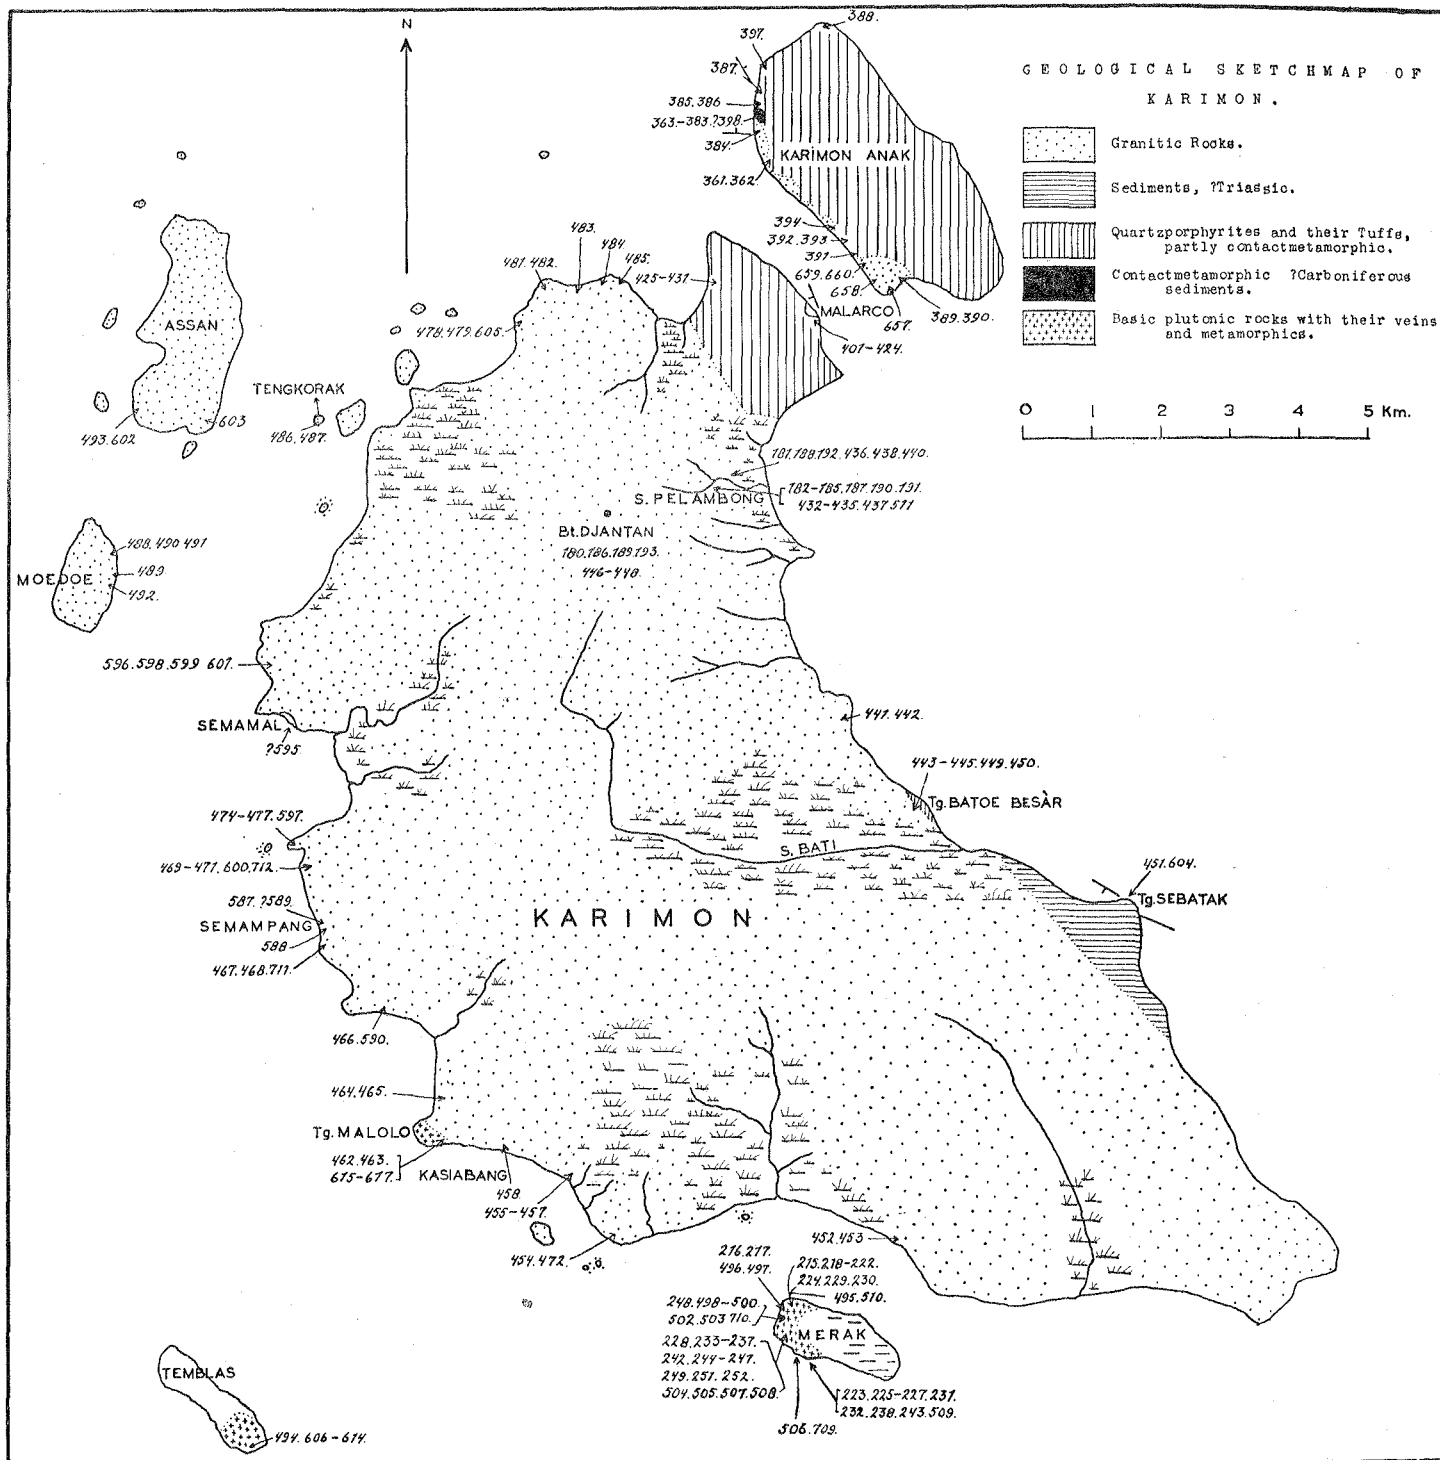 N
GEOLOGICAL SKETCHMAP OF
KARIMON.
Granitic Rocks.
Sediments, ?Triassic.
Quartzporphyrites and their Tuffs,
partly contactmetamorphic.
Contactmetamorphic ?Carboniferous
sediments.
Basic plutonic rocks with their veins
and metamorphics.
0 1 2 3 4 5 Km.
388.
397.
387.
385.386
363-383.?398.
384.
KARIMON ANAK
361.362.
394.
392.393.
391
659.660.
658.
657.
389.390.
MALARCO
401-424.
483.
484.
485.
481.482.
425-431.
478.479.605.
ASSAN
603
493.602
TENGKORAK
486.487.
181.188.192.436.438.440.
S. PELAMBONG
182-185.187.190.191.
432-435.437.511
Bt.DJANTAN
180.186.189.193.
446-448.
488.490 491
MOEDOE
489.
492.
596.598.599 601.
SEMAMAL
?595.
441.442.
443-445.449.450.
Tg.BATOE BESÀR
S. BATI
474-477.597.
469-471.600.712.
587.?589.
SEMAMPANG
588
467.468.711.
KARIMON
451.604.
Tg.SEBATAK
466.590.
464.465.
Tg.MALOLO
462.463.
615-617.
KASIABANG
458.
455-457.
454.472.
452.453
216.217.
496.497.
215.218-222.
224.229.230.
495.510.
248.498-500.
502.503 710.
MERAK
228.233-237.
242.244-247.
249.251.252.
504.505.507.508.
223.225-227.231.
232.238.243.509.
506.709.
TEMBLAS
494.606-614.